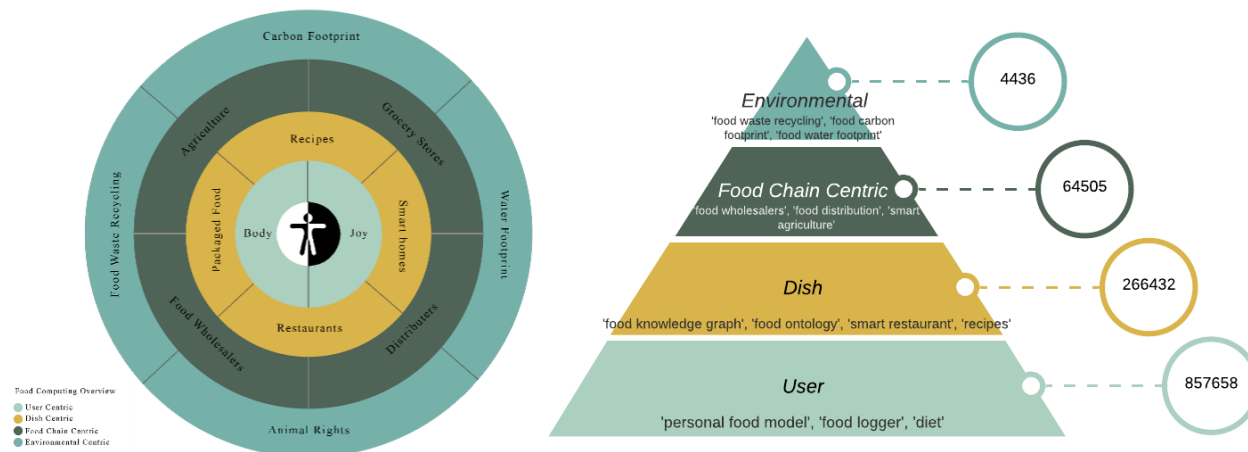 Carbon Footprint
Agriculture
Grocery Stores
Recipes
Food Waste Recycling
Packaged Food
Body
Joy
Smart homes
Water Footprint
Restaurants
Food Wholesalers
Distributers
Animal Rights
Food Computing Overview
User Centric
Dish Centric
Food Chain Centric
Environmental Centric
Environmental
'food waste recycling', 'food carbon
footprint', 'food water footprint'
4436
Food Chain Centric
'food wholesalers', 'food distribution', 'smart
agriculture'
64505
Dish
'food knowledge graph', 'food ontology', 'smart restaurant', 'recipes'
266432
User
'personal food model', 'food logger', 'diet'
857658